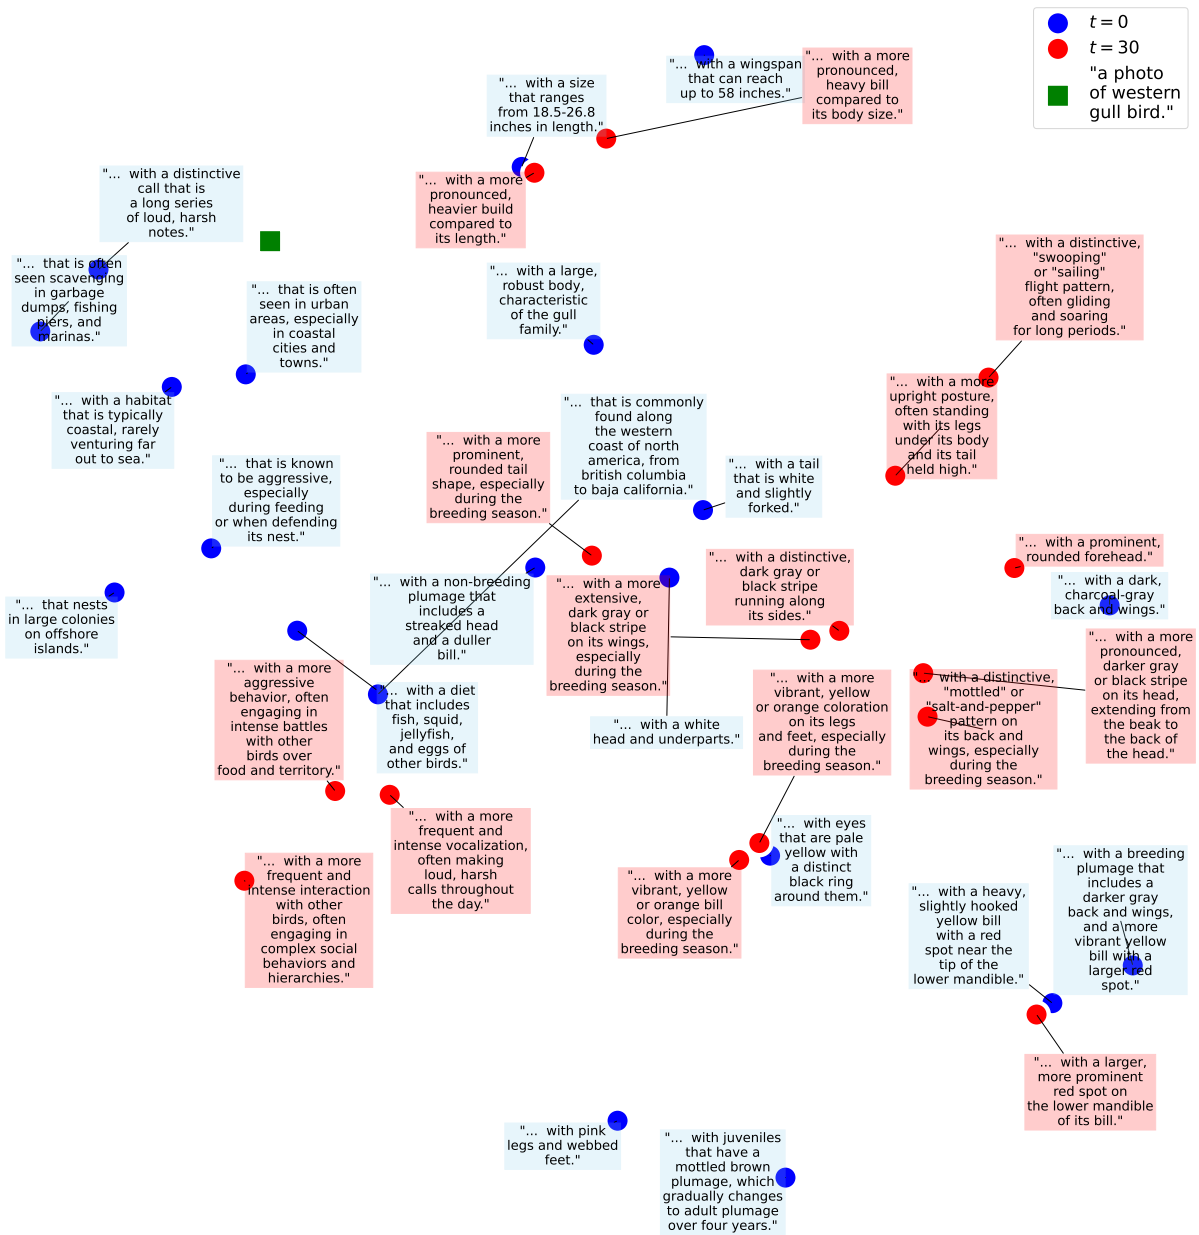 t = 0
t = 30
"a photo
of western
gull bird."
"... with a wingspan
that can reach
up to 58 inches."
"... with a more
pronounced,
heavy bill
compared to
its body size."
"... with a size
that ranges
from 18.5-26.8
inches in length."
"... with a more
pronounced,
heavier build
compared to
its length."
"... with a distinctive
call that is
a long series
of loud, harsh
notes."
"... that is often
seen scavenging
in garbage
dumps, fishing
piers, and
marinas."
"... that is often
seen in urban
areas, especially
in coastal
cities and
towns."
"... with a large,
robust body,
characteristic
of the gull
family."
"... with a distinctive,
"swooping"
or "sailing"
flight pattern,
often gliding
and soaring
for long periods."
"... with a more
upright posture,
often standing
with its legs
under its body
and its tail
held high."
"... with a habitat
that is typically
coastal, rarely
venturing far
out to sea."
"... that is commonly
found along
the western
coast of north
america, from
british columbia
to baja california."
"... with a more
prominent,
rounded tail
shape, especially
during the
breeding season."
"... that is known
to be aggressive,
especially
during feeding
or when defending
its nest."
"... with a tail
that is white
and slightly
forked."
"... with a prominent,
rounded forehead."
"... with a dark,
charcoal-gray
back and wings."
"... with a distinctive,
dark gray or
black stripe
running along
its sides."
"... with a non-breeding
plumage that
includes a
streaked head
and a duller
bill."
"... with a more
extensive,
dark gray or
black stripe
on its wings,
especially
during the
breeding season."
"... that nests
in large colonies
on offshore
islands."
"... with a more
pronounced,
darker gray
or black stripe
on its head,
extending from
the beak to
the back of
the head."
"... with a more
aggressive
behavior, often
engaging in
intense battles
with other
birds over
food and territory."
"... with a diet
that includes
fish, squid,
jellyfish,
and eggs of
other birds."
"... with a white
head and underparts."
"... with a more
vibrant, yellow
or orange coloration
on its legs
and feet, especially
during the
breeding season."
"... with a distinctive,
"mottled" or
"salt-and-pepper"
pattern on
its back and
wings, especially
during the
breeding season."
"... with a more
frequent and
intense vocalization,
often making
loud, harsh
calls throughout
the day."
"... with eyes
that are pale
yellow with
a distinct
black ring
around them."
"... with a more
frequent and
intense interaction
with other
birds, often
engaging in
complex social
behaviors and
hierarchies."
"... with a more
vibrant, yellow
or orange bill
color, especially
during the
breeding season."
"... with a heavy,
slightly hooked
yellow bill
with a red
spot near the
tip of the
lower mandible."
"... with a breeding
plumage that
includes a
darker gray
back and wings,
and a more
vibrant yellow
bill with a
larger red
spot."
"... with a larger,
more prominent
red spot on
the lower mandible
of its bill."
"... with pink
legs and webbed
feet."
"... with juveniles
that have a
mottled brown
plumage, which
gradually changes
to adult plumage
over four years."